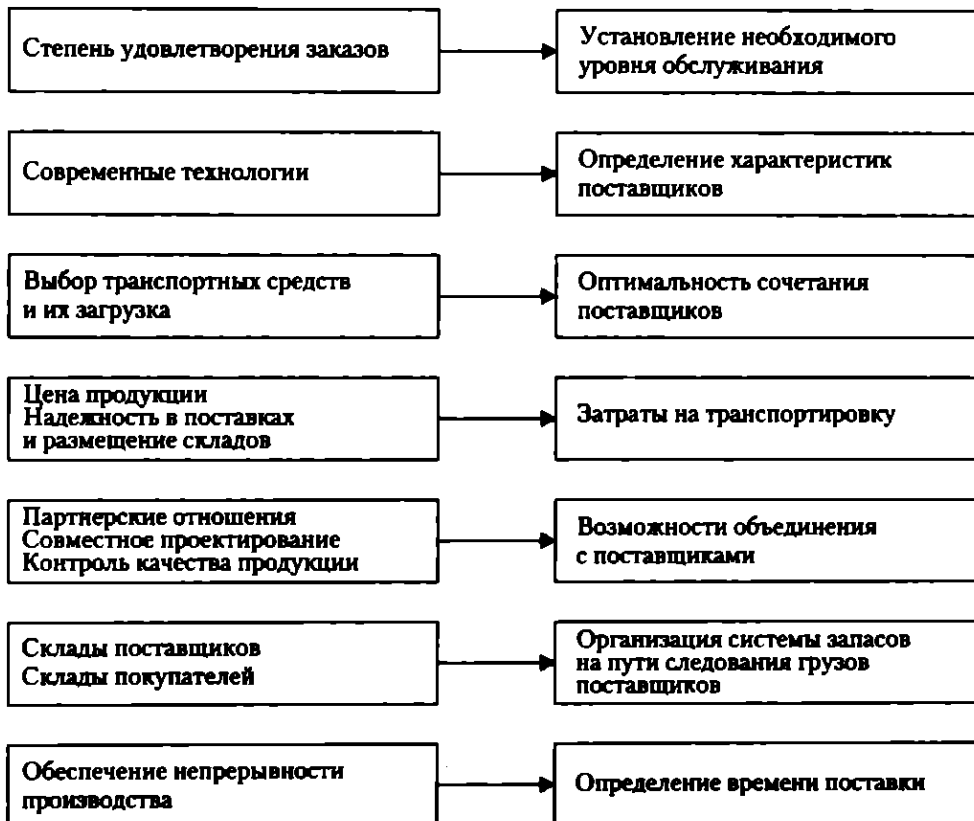 Степень удовлетворения заказов
Установление необходимого
уровня обслуживания
Современные технологии
Определение характеристик
поставщиков
Выбор транспортных средств
и их загрузка
Оптимальность сочетания
поставщиков
Цена продукции
Надежность в поставках
и размещение складов
Затраты на транспортировку
Партнерские отношения
Совместное проектирование
Контроль качества продукции
Возможности объединения
с поставщиками
Склады поставщиков
Склады покупателей
Организация системы запасов
на пути следования грузов
поставщиков
Обеспечение непрерывности
производства
Определение времени поставки